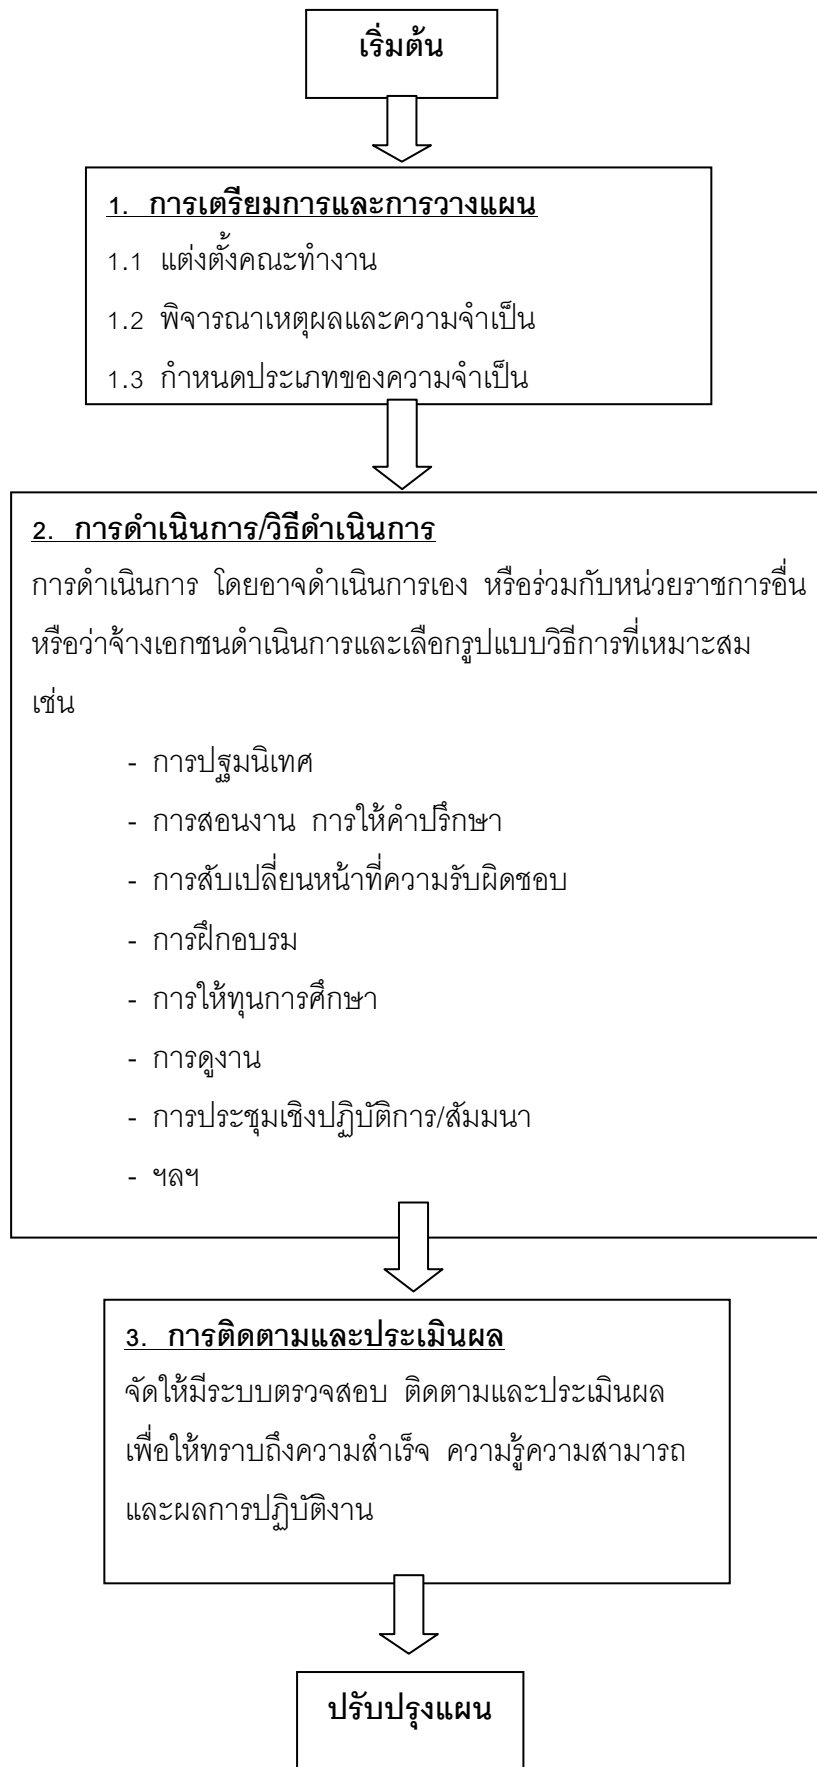 เริ่มต้น
1. การเตรียมการและการวางแผน
1.1 แต่งตั้งคณะทำงาน
1.2 พิจารณาเหตุผลและความจำเป็น
1.3 กำหนดประเภทของความจำเป็น
2. การดำเนินการ/วิธีดำเนินการ
การดำเนินการ โดยอาจดำเนินการเอง หรือร่วมกับหน่วยราชการอื่น
หรือว่าจ้างเอกชนดำเนินการและเลือกรูปแบบวิธีการที่เหมาะสม
เช่น
- การปฐมนิเทศ
- การสอนงาน การให้คำปรึกษา
- การสับเปลี่ยนหน้าที่ความรับผิดชอบ
- การฝึกอบรม
- การให้ทุนการศึกษา
- การดูงาน
- การประชุมเชิงปฏิบัติการ/สัมมนา
- ฯลฯ
3. การติดตามและประเมินผล
จัดให้มีระบบตรวจสอบ ติดตามและประเมินผล
เพื่อให้ทราบถึงความสำเร็จ ความรู้ความสามารถ
และผลการปฏิบัติงาน
ปรับปรุงแผน